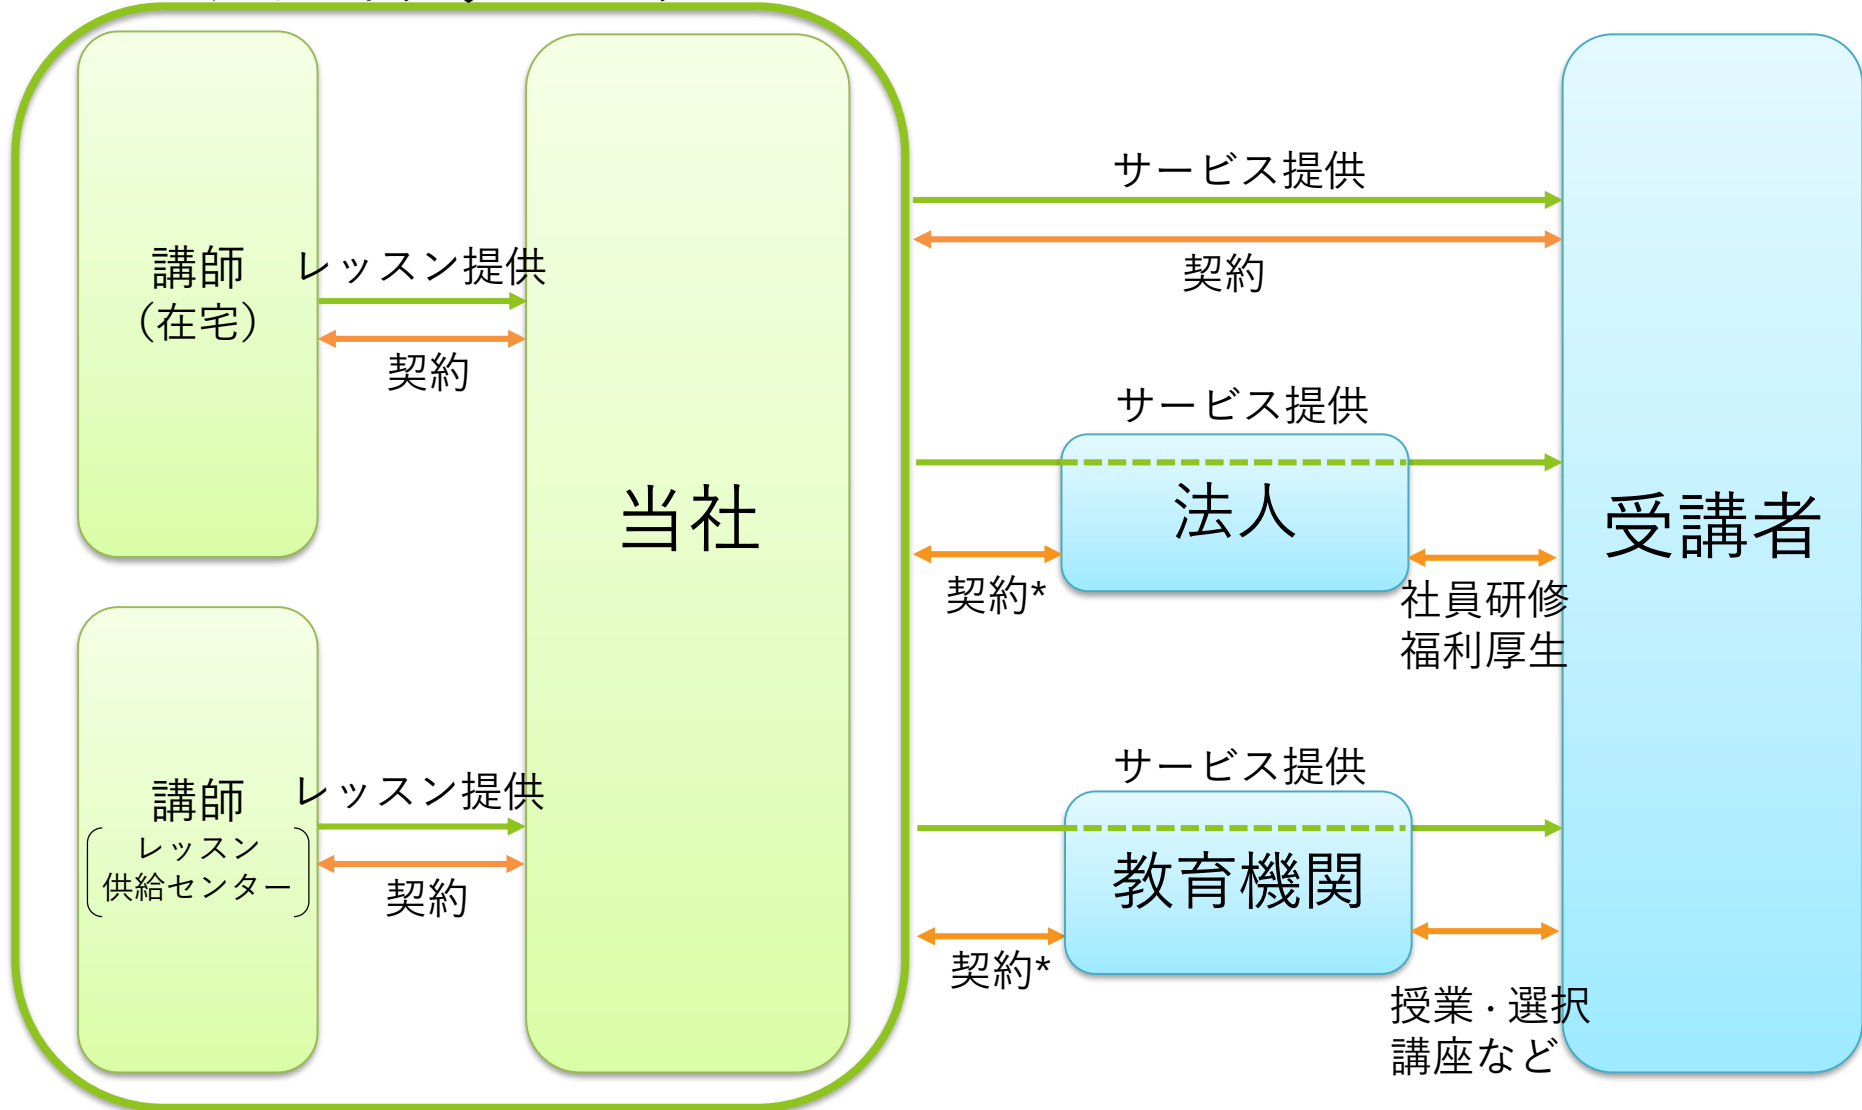 講師
(在宅)
レッスン提供
契約
当社
サービス提供
契約
サービス提供
法人
契約*
社員研修
福利厚生
受講者
講師
レッスン
供給センター
レッスン提供
契約
サービス提供
教育機関
契約*
授業・選択
講座など